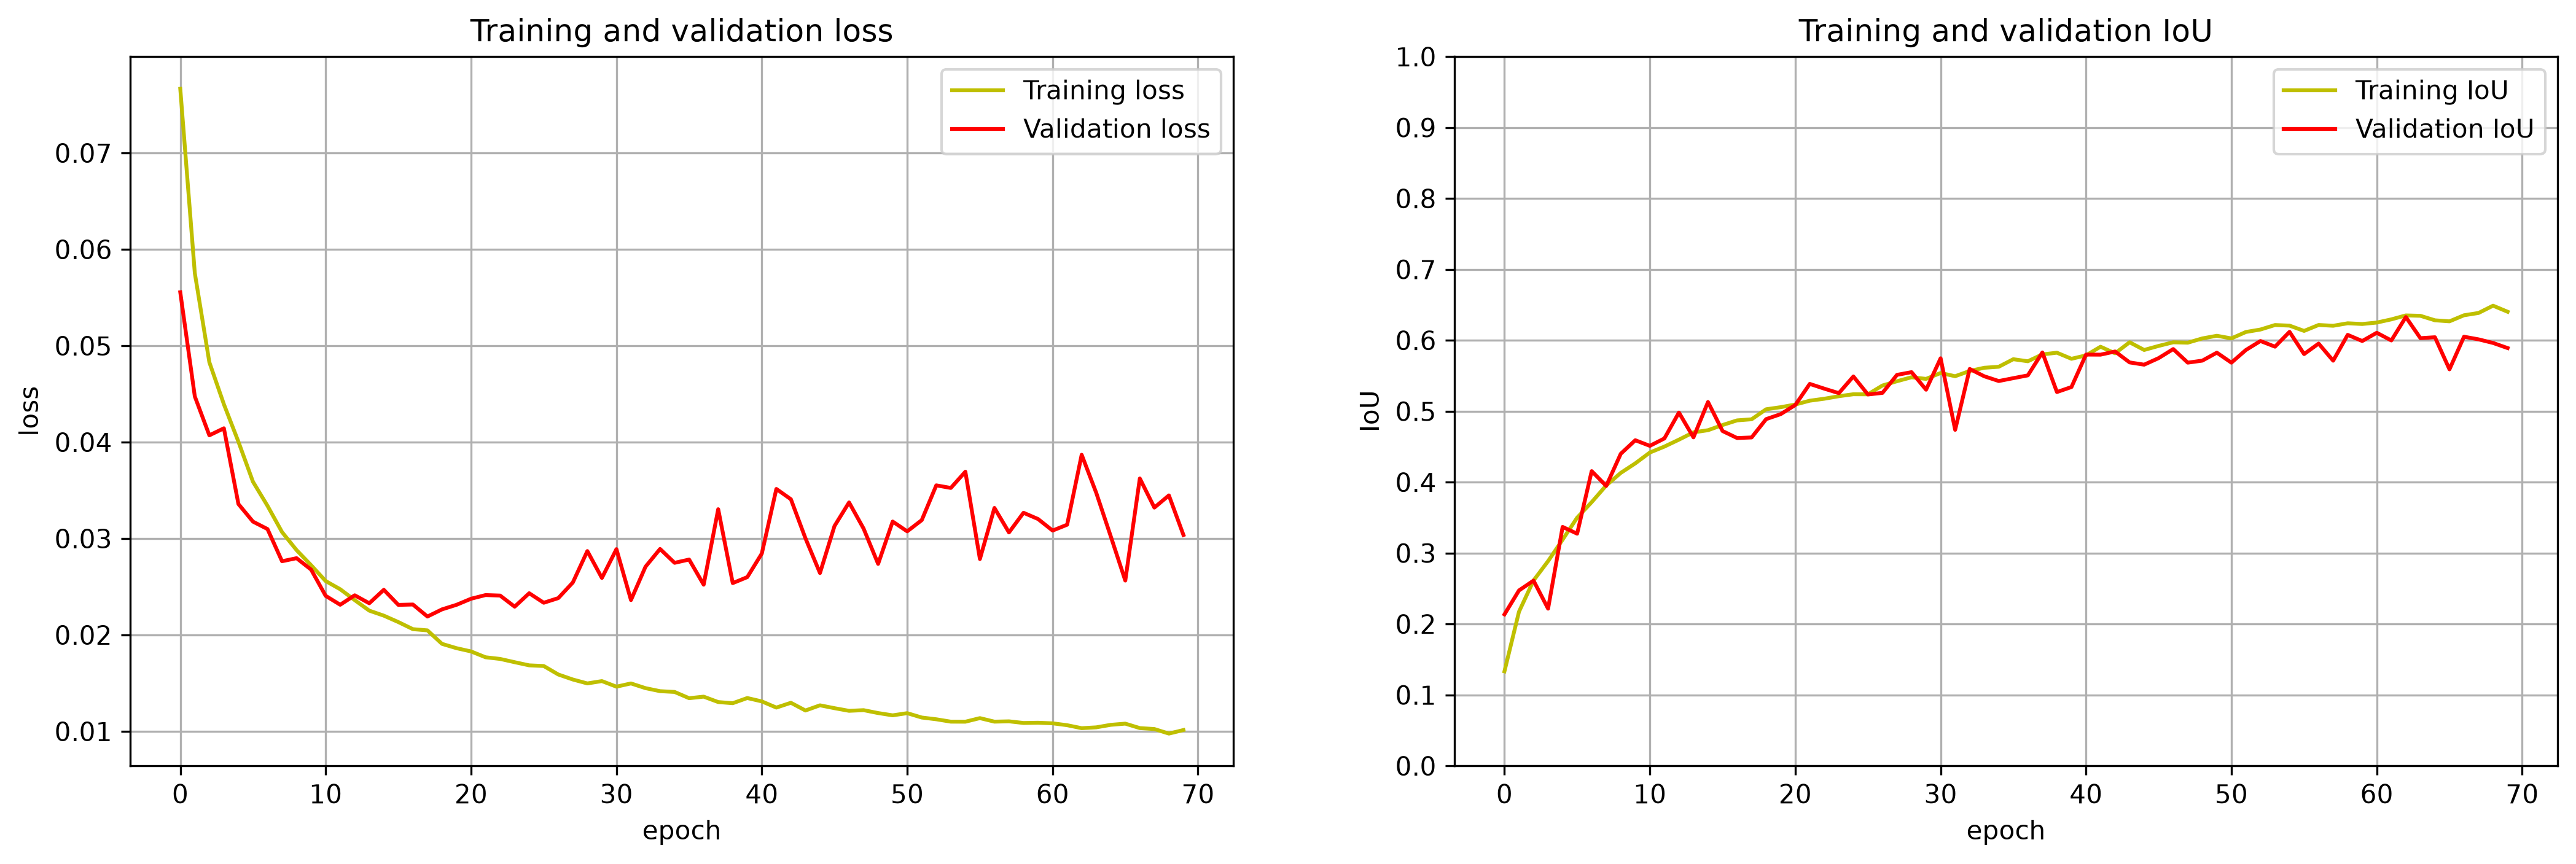 Training and validation loss
Training loss
Validation loss
0.07
0.06
0.05
0.04
0.03
0.02
0.01
loss
0 10 20 30 40 50 60 70
epoch
Training and validation IoU
Training IoU
Validation IoU
1.0
0.9
0.8
0.7
0.6
0.5
0.4
0.3
0.2
0.1
0.0
IoU
0 10 20 30 40 50 60 70
epoch